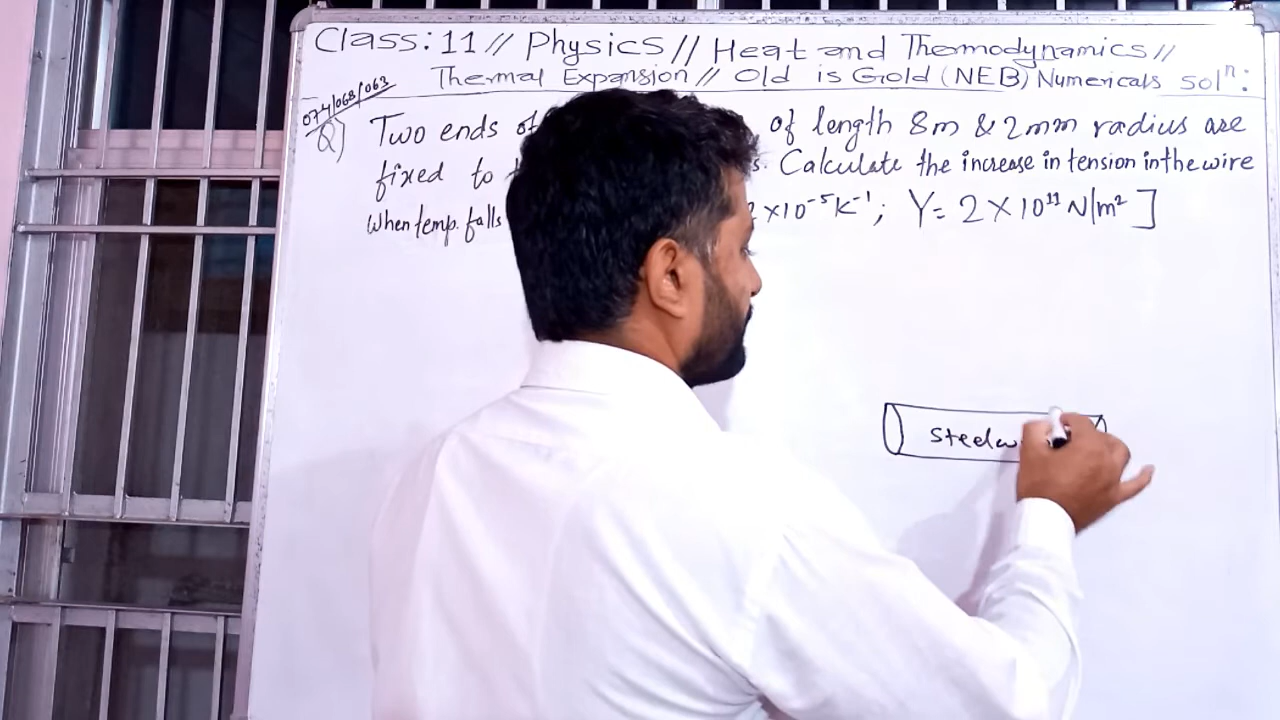 Class: 11 // Physics // Heat and Thermodynamics //
Thermal Expansion // Old is Gold (NEB) Numericals solⁿ:
074/068/063
Q) Two ends of of length 8m & 2mm radius are
fixed to s. Calculate the increase in tension in the wire
When temp. falls ×10⁻⁵K⁻¹; Y= 2×10¹¹ N/m² ]
Steelw